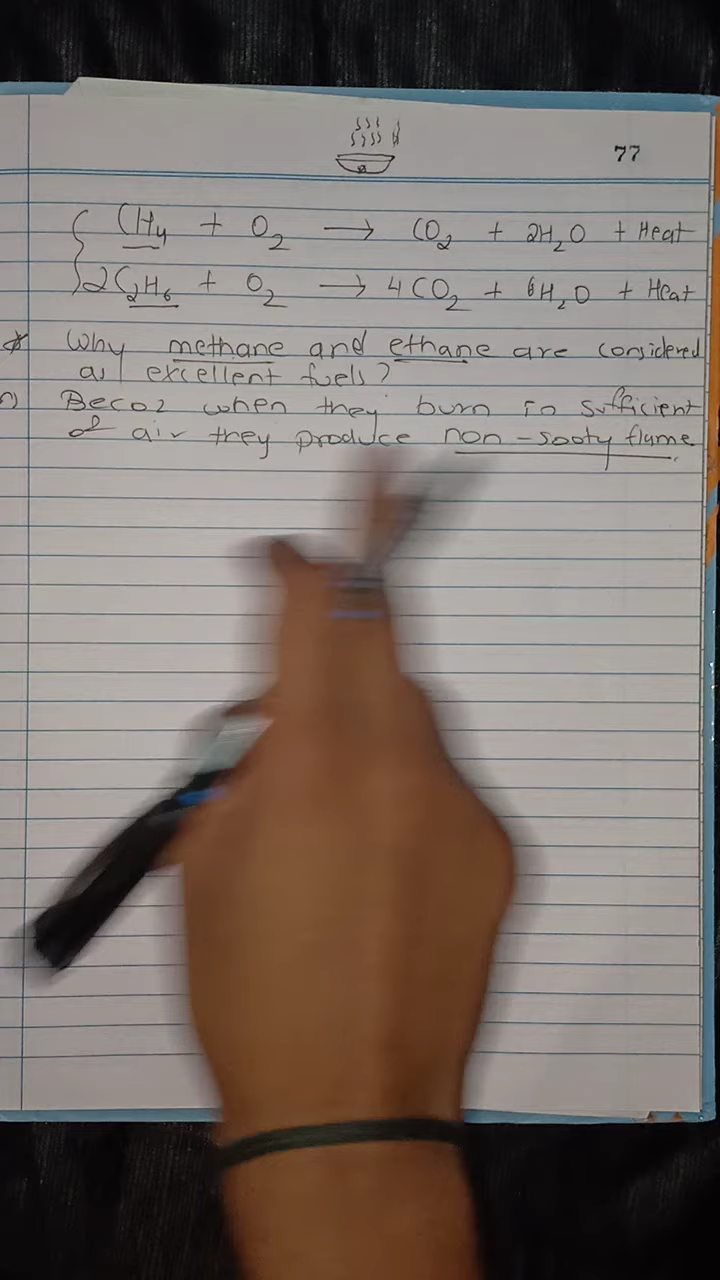 77
CH₄ + O₂ → CO₂ + 2H₂O + Heat
2C₂H₆ + O₂ → 4CO₂ + 6H₂O + Heat
* Why methane and ethane are considered
as excellent fuels?
Becoz when they burn in sufficient
of air they produce non-sooty flame.